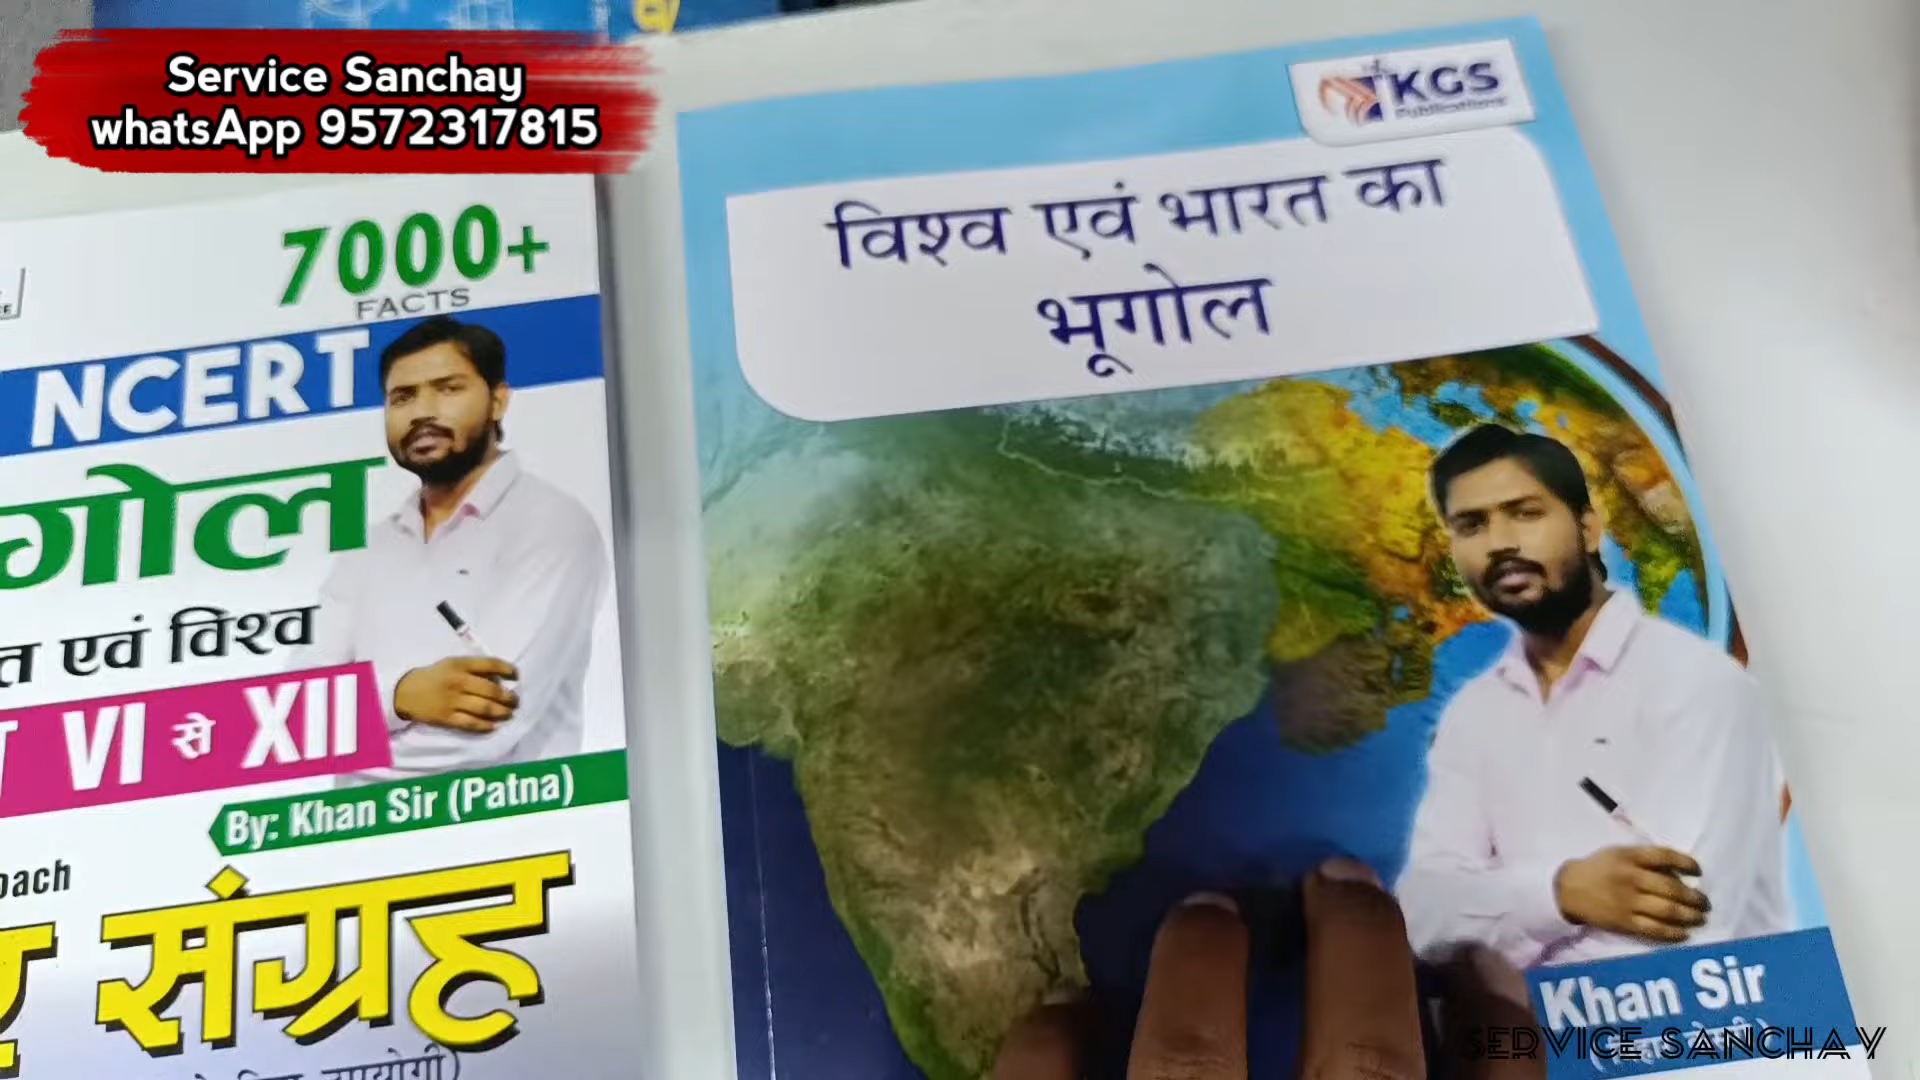 Service Sanchay
whatsApp 9572317815
7000+
FACTS
NCERT
गोल
एवं विश्व
VI से XII
By: Khan Sir (Patna)
संग्रह
KGS
Publications
विश्व एवं भारत का
भूगोल
Khan Sir
SERVICE SANCHAY